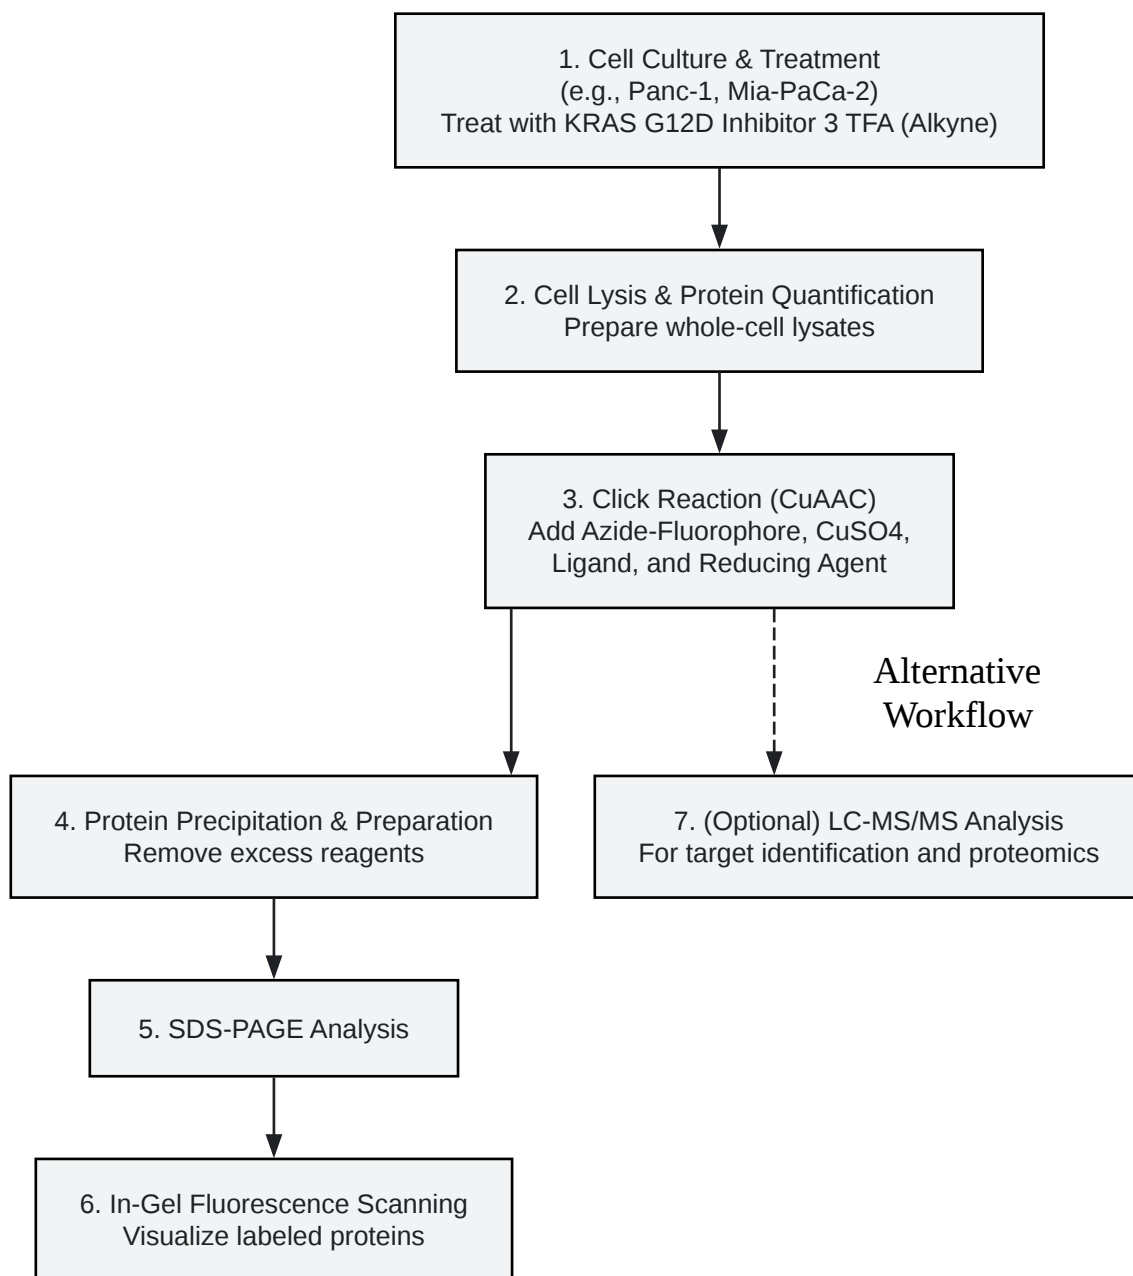 1. Cell Culture & Treatment
(e.g., Panc-1, Mia-PaCa-2)
Treat with KRAS G12D Inhibitor 3 TFA (Alkyne)
2. Cell Lysis & Protein Quantification
Prepare whole-cell lysates
3. Click Reaction (CuAAC)
Add Azide-Fluorophore, CuSO4,
Ligand, and Reducing Agent
Alternative
Workflow
4. Protein Precipitation & Preparation
Remove excess reagents
7. (Optional) LC-MS/MS Analysis
For target identification and proteomics
5. SDS-PAGE Analysis
6. In-Gel Fluorescence Scanning
Visualize labeled proteins